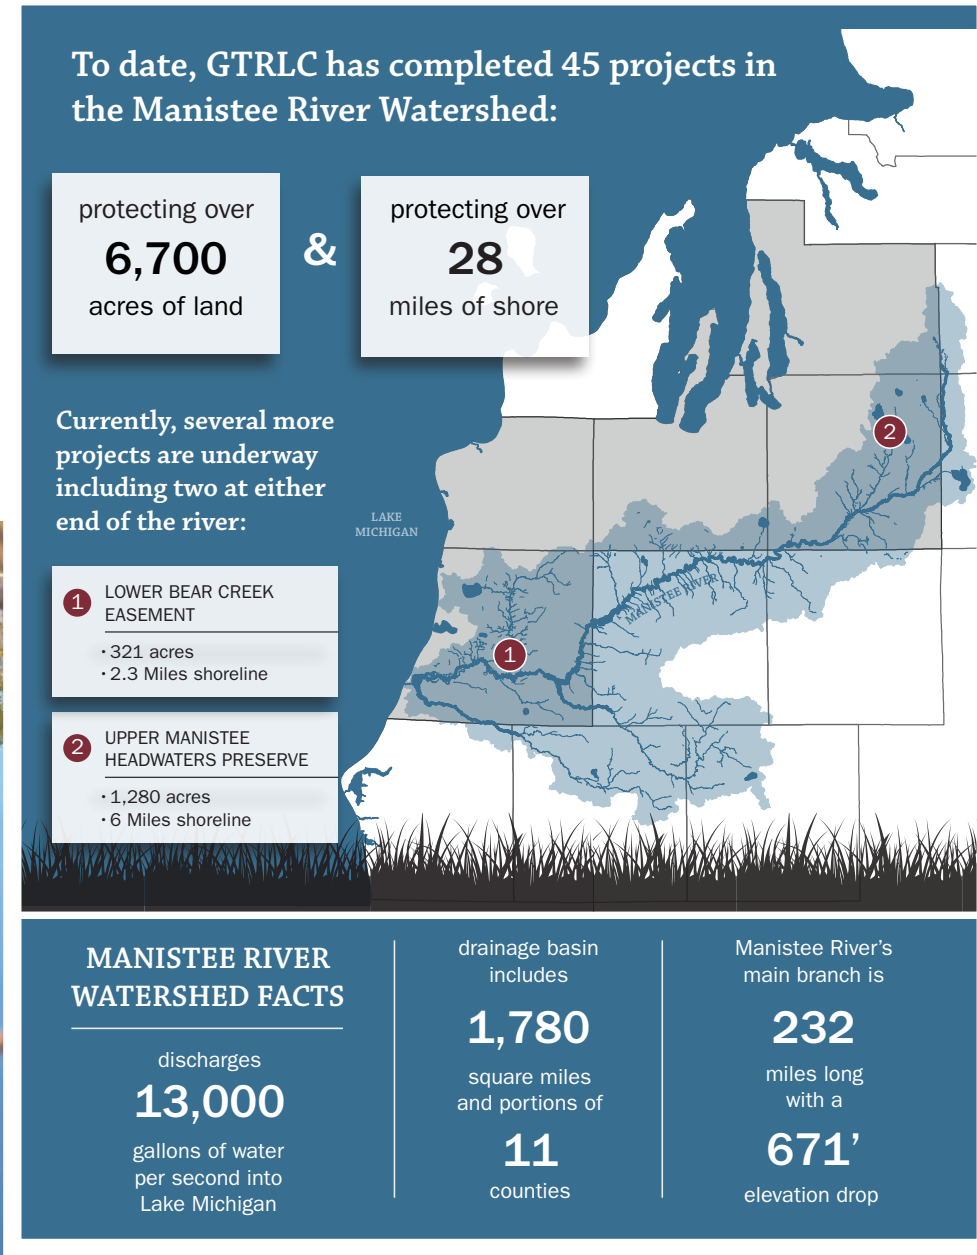 To date, GTRLC has completed 45 projects in
the Manistee River Watershed:
protecting over
6,700
acres of land
&
protecting over
28
miles of shore
Currently, several more
projects are underway
including two at either
end of the river:
LAKE
MICHIGAN
1 LOWER BEAR CREEK
EASEMENT
· 321 acres
· 2.3 Miles shoreline
2 UPPER MANISTEE
HEADWATERS PRESERVE
· 1,280 acres
· 6 Miles shoreline
2
MANISTEE RIVER
1
MANISTEE RIVER
WATERSHED FACTS
discharges
13,000
gallons of water
per second into
Lake Michigan
drainage basin
includes
1,780
square miles
and portions of
11
counties
Manistee River’s
main branch is
232
miles long
with a
671’
elevation drop